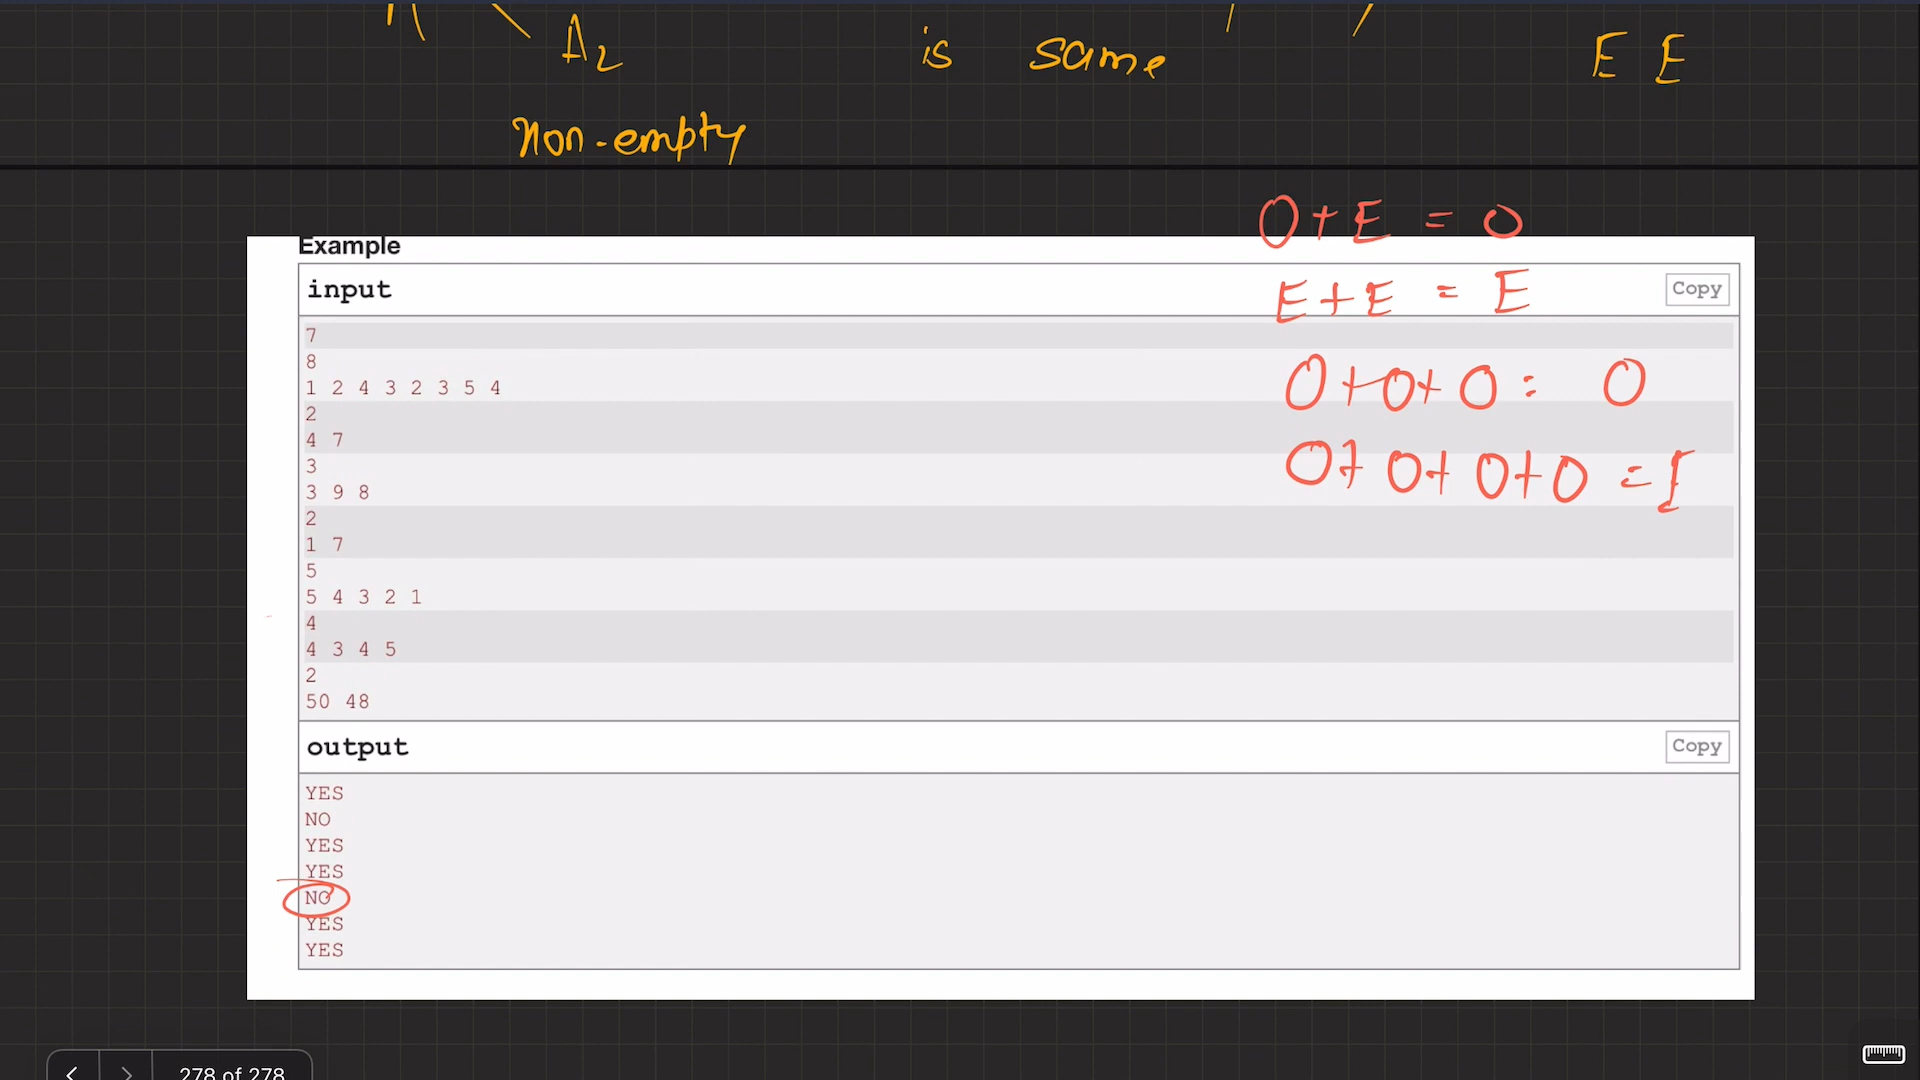 A2 is same E E
non-empty
O+E = O
Example
E+E = E
input Copy
7
8
1 2 4 3 2 3 5 4
O+O+O = O
2
4 7
3
O+O+O+O = E
3 9 8
2
1 7
5
5 4 3 2 1
4
4 3 4 5
2
50 48
output Copy
YES
NO
YES
YES
NO
YES
YES
< > 278 of 278